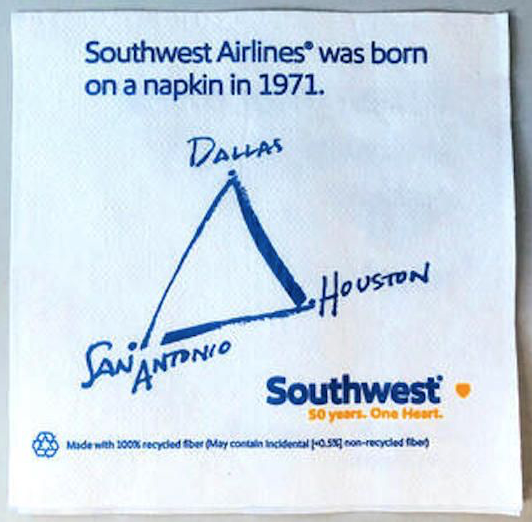 Southwest Airlines® was born
on a napkin in 1971.
DALLAS
HOUSTON
SAN ANTONIO
Southwest®
50 years. One Heart.
Made with 100% recycled fiber (May contain incidental [<0.5%] non-recycled fiber)